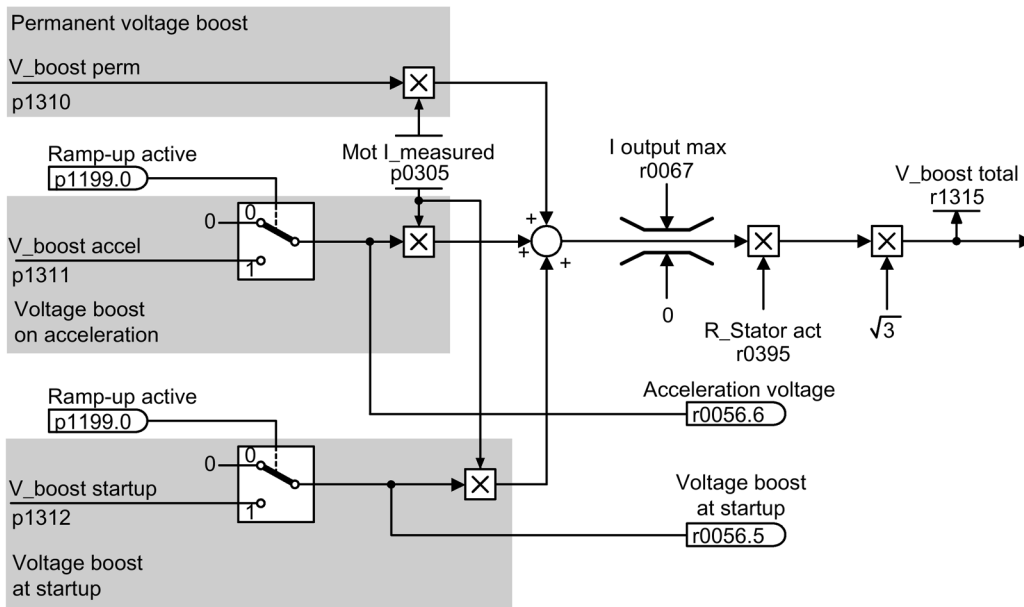 Permanent voltage boost
V_boost perm
p1310
Ramp-up active
p1199.0
Mot I_measured
p0305
I output max
r0067
V_boost total
r1315
0
0
1
V_boost accel
p1311
Voltage boost
on acceleration
+
+
+
0
R_Stator act
r0395
√3
Acceleration voltage
r0056.6
Ramp-up active
p1199.0
0
0
1
V_boost startup
p1312
Voltage boost
at startup
r0056.5
Voltage boost
at startup